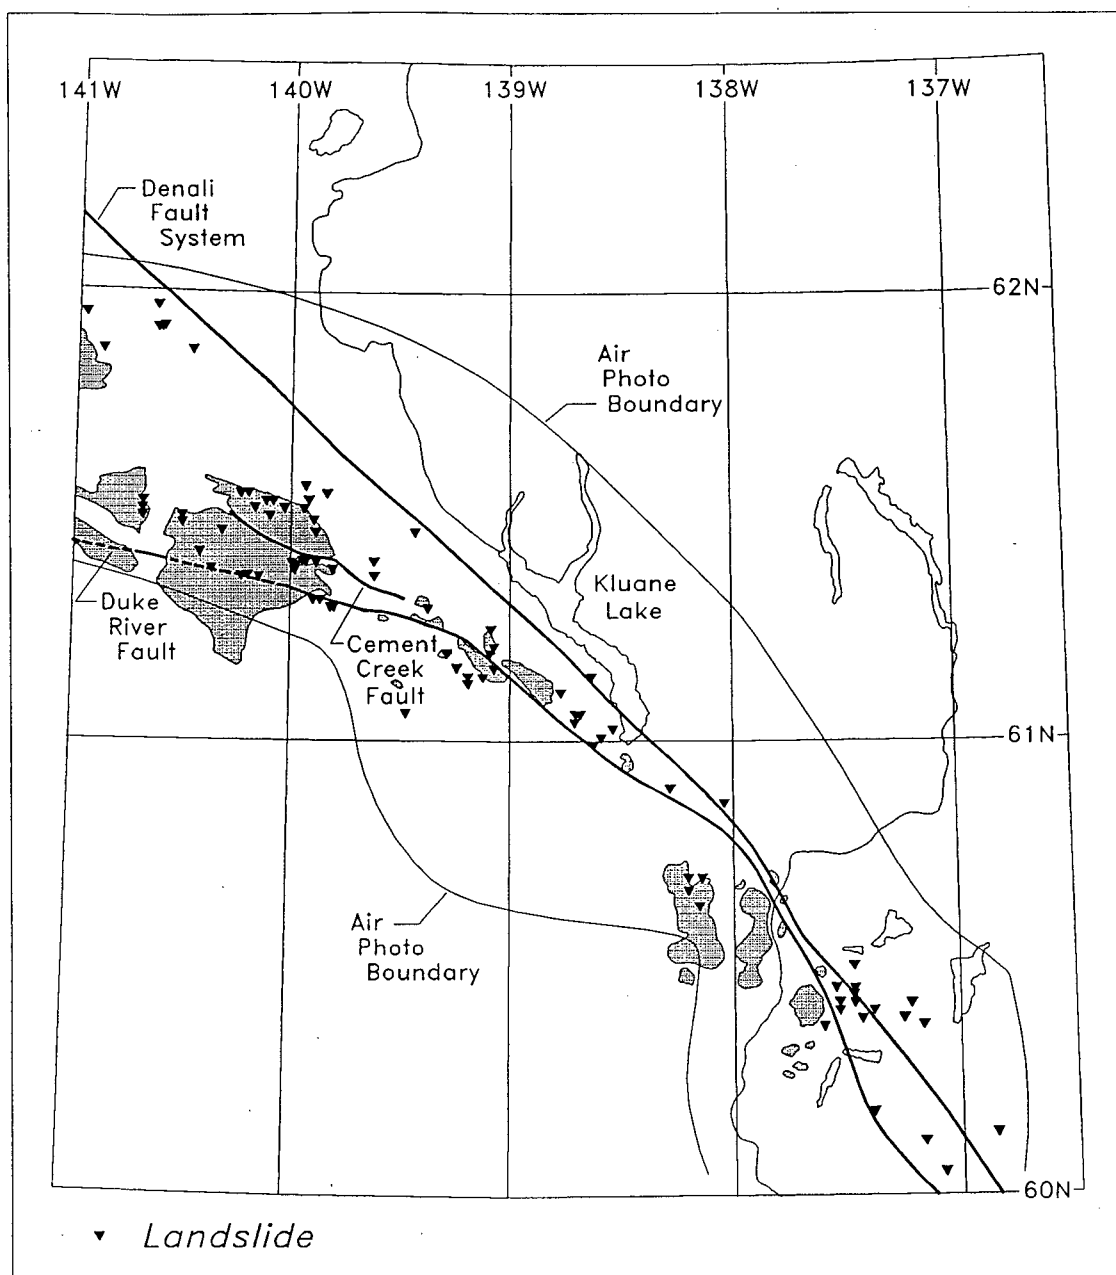 141W
140W
139W
138W
137W
Denali
Fault
System
62N
Air
Photo
Boundary
Kluane
Lake
Duke
River
Fault
Cement
Creek
Fault
61N
Air
Photo
Boundary
60N
Landslide